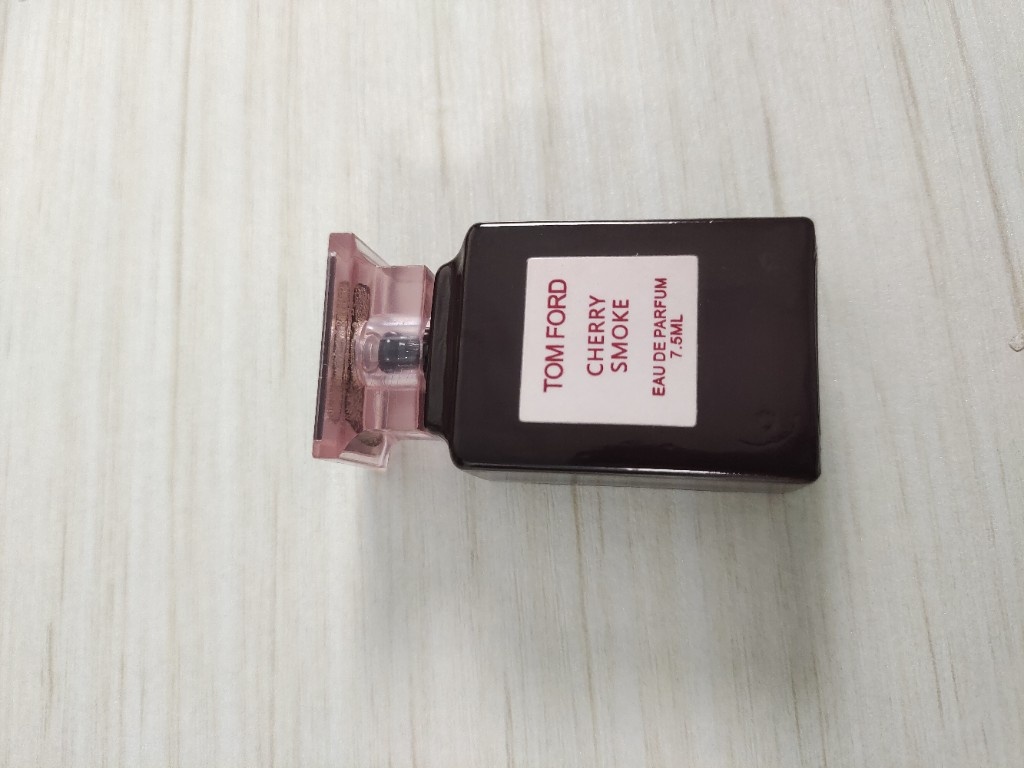 TOM FORD
CHERRY
SMOKE
EAU DE PARFUM
7.5ML